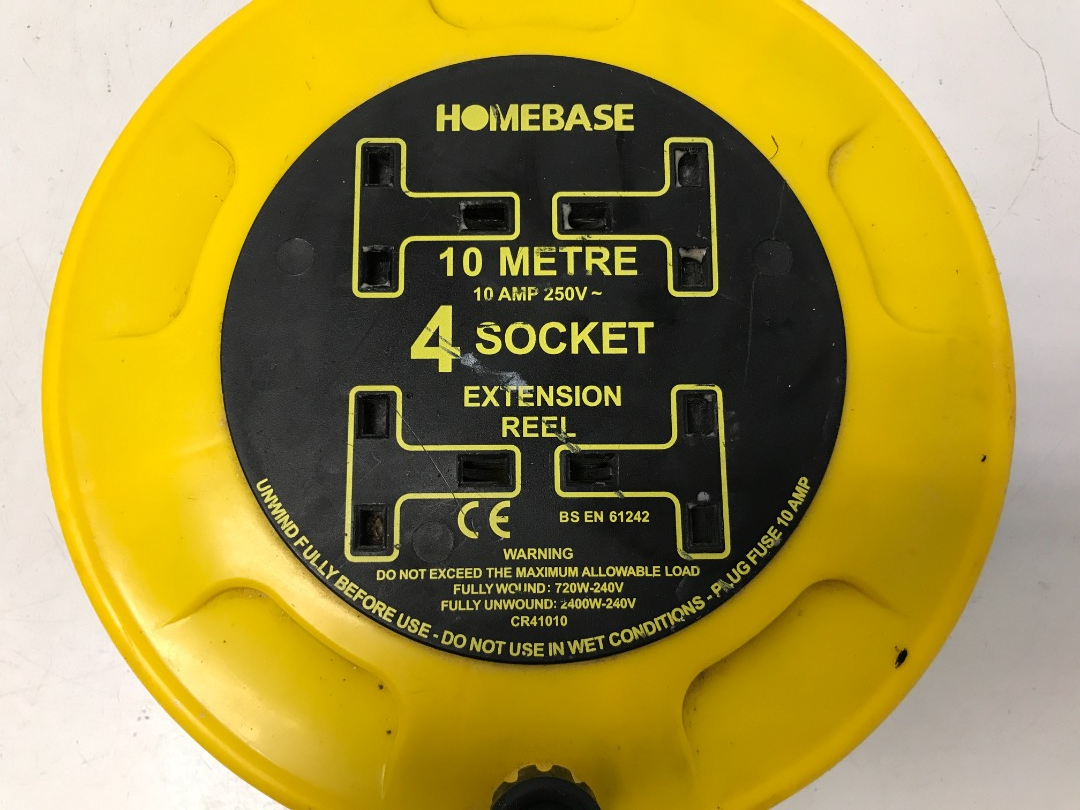 HOMEBASE
10 METRE
10 AMP 250V ~
4 SOCKET
EXTENSION
REEL
CE
BS EN 61242
WARNING
DO NOT EXCEED THE MAXIMUM ALLOWABLE LOAD
FULLY WOUND: 720W-240V
FULLY UNWOUND: 2400W-240V
CR41010
UNWIND FULLY BEFORE USE - DO NOT USE IN WET CONDITIONS - PLUG FUSE 10 AMP